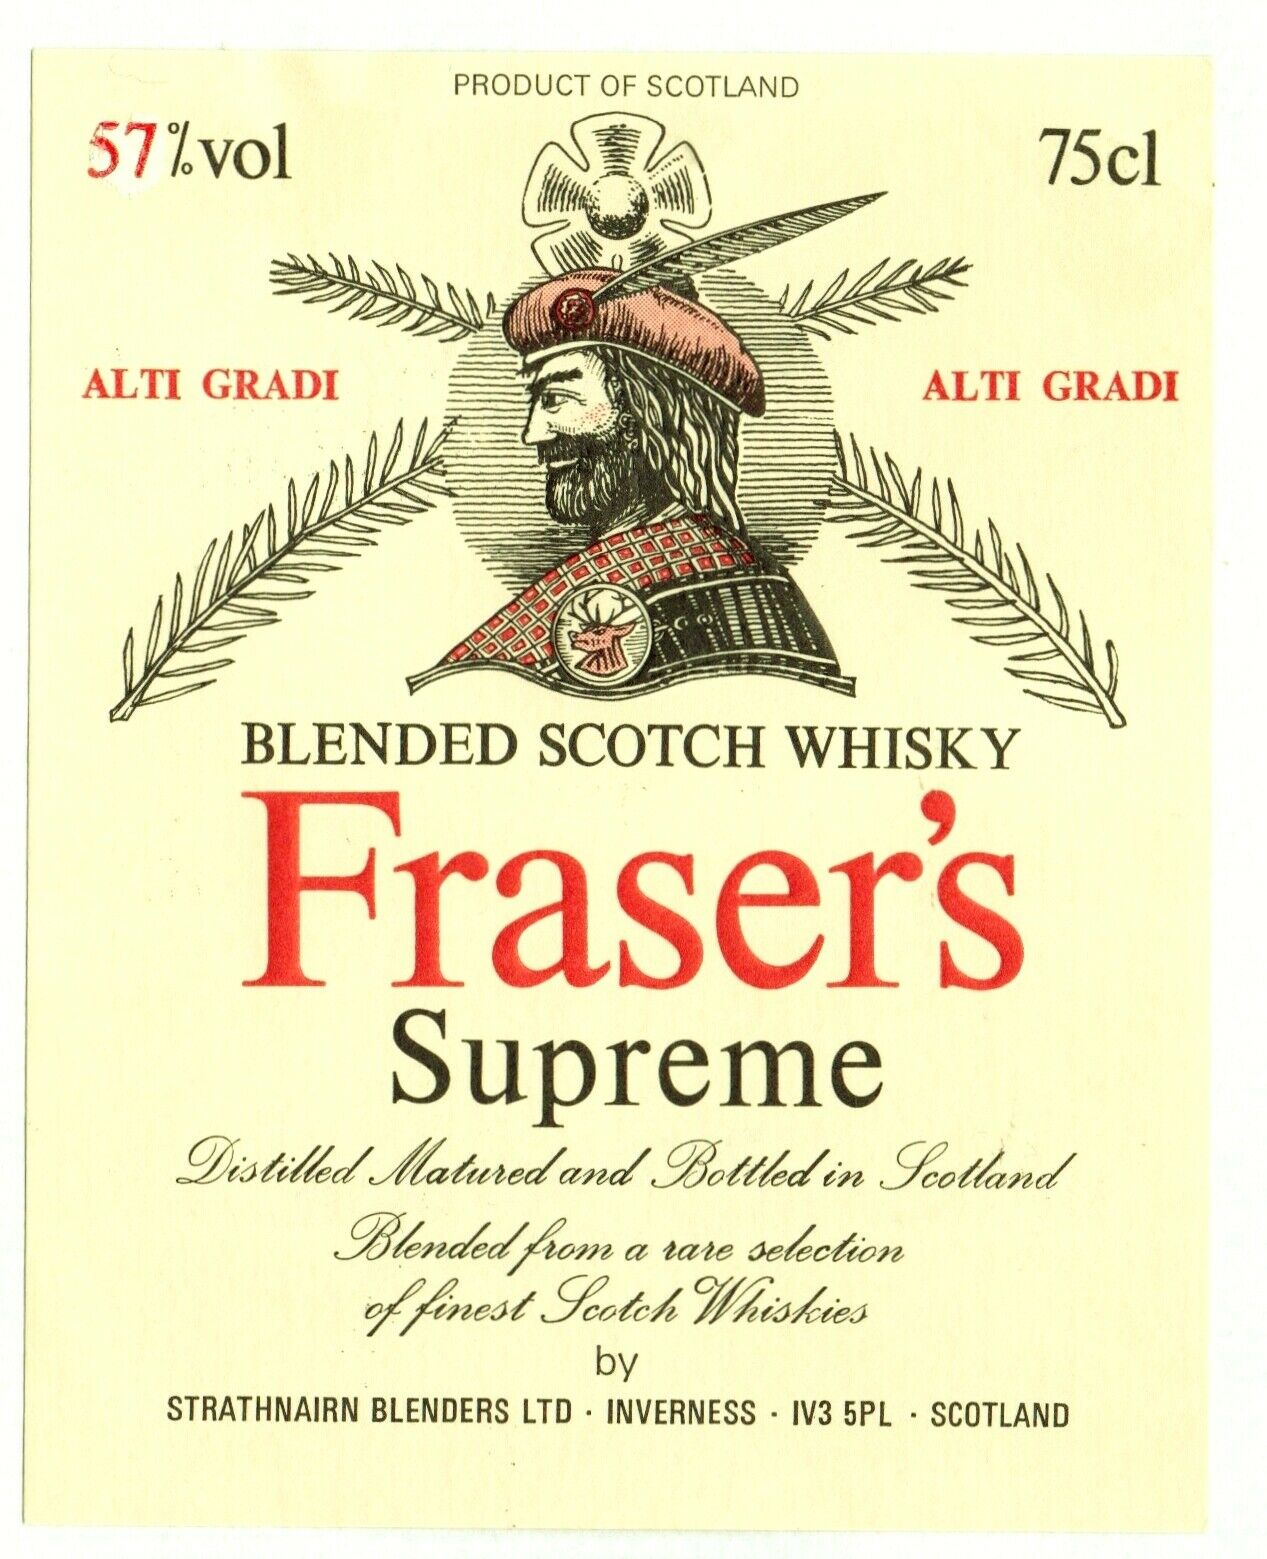 PRODUCT OF SCOTLAND
57% vol
75cl
ALTI GRADI
ALTI GRADI
BLENDED SCOTCH WHISKY
Fraser's
Supreme
Distilled Matured and Bottled in Scotland
Blended from a rare selection
of finest Scotch Whiskies
by
STRATHNAIRN BLENDERS LTD · INVERNESS · IV3 5PL · SCOTLAND